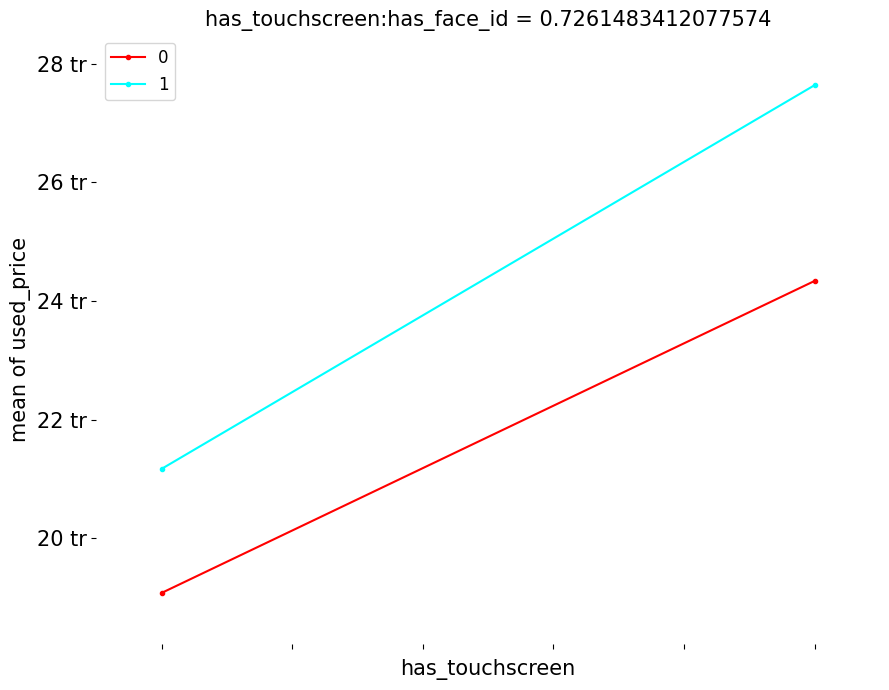 has_touchscreen:has_face_id = 0.7261483412077574
0
1
28 tr
26 tr
24 tr
22 tr
20 tr
mean of used_price
has_touchscreen